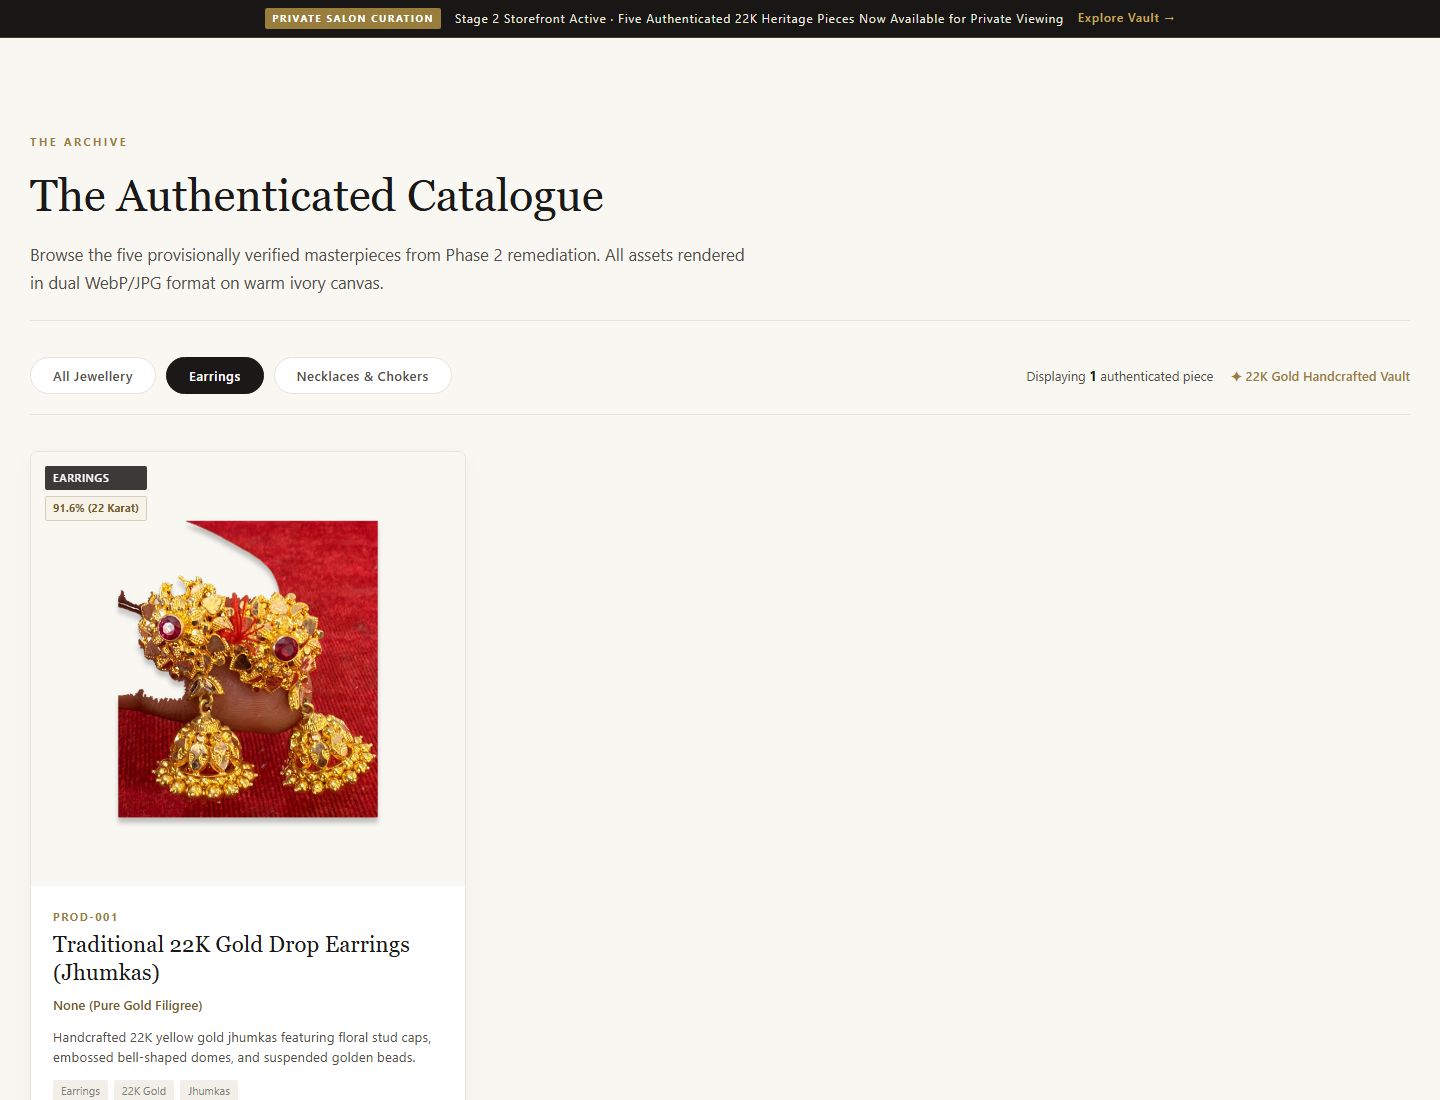 PRIVATE SALON CURATION Stage 2 Storefront Active · Five Authenticated 22K Heritage Pieces Now Available for Private Viewing Explore Vault →
THE ARCHIVE
The Authenticated Catalogue
Browse the five provisionally verified masterpieces from Phase 2 remediation. All assets rendered
in dual WebP/JPG format on warm ivory canvas.
All Jewellery Earrings Necklaces & Chokers Displaying 1 authenticated piece ✦ 22K Gold Handcrafted Vault
EARRINGS
91.6% (22 Karat)
PROD-001
Traditional 22K Gold Drop Earrings
(Jhumkas)
None (Pure Gold Filigree)
Handcrafted 22K yellow gold jhumkas featuring floral stud caps,
embossed bell-shaped domes, and suspended golden beads.
Earrings 22K Gold Jhumkas